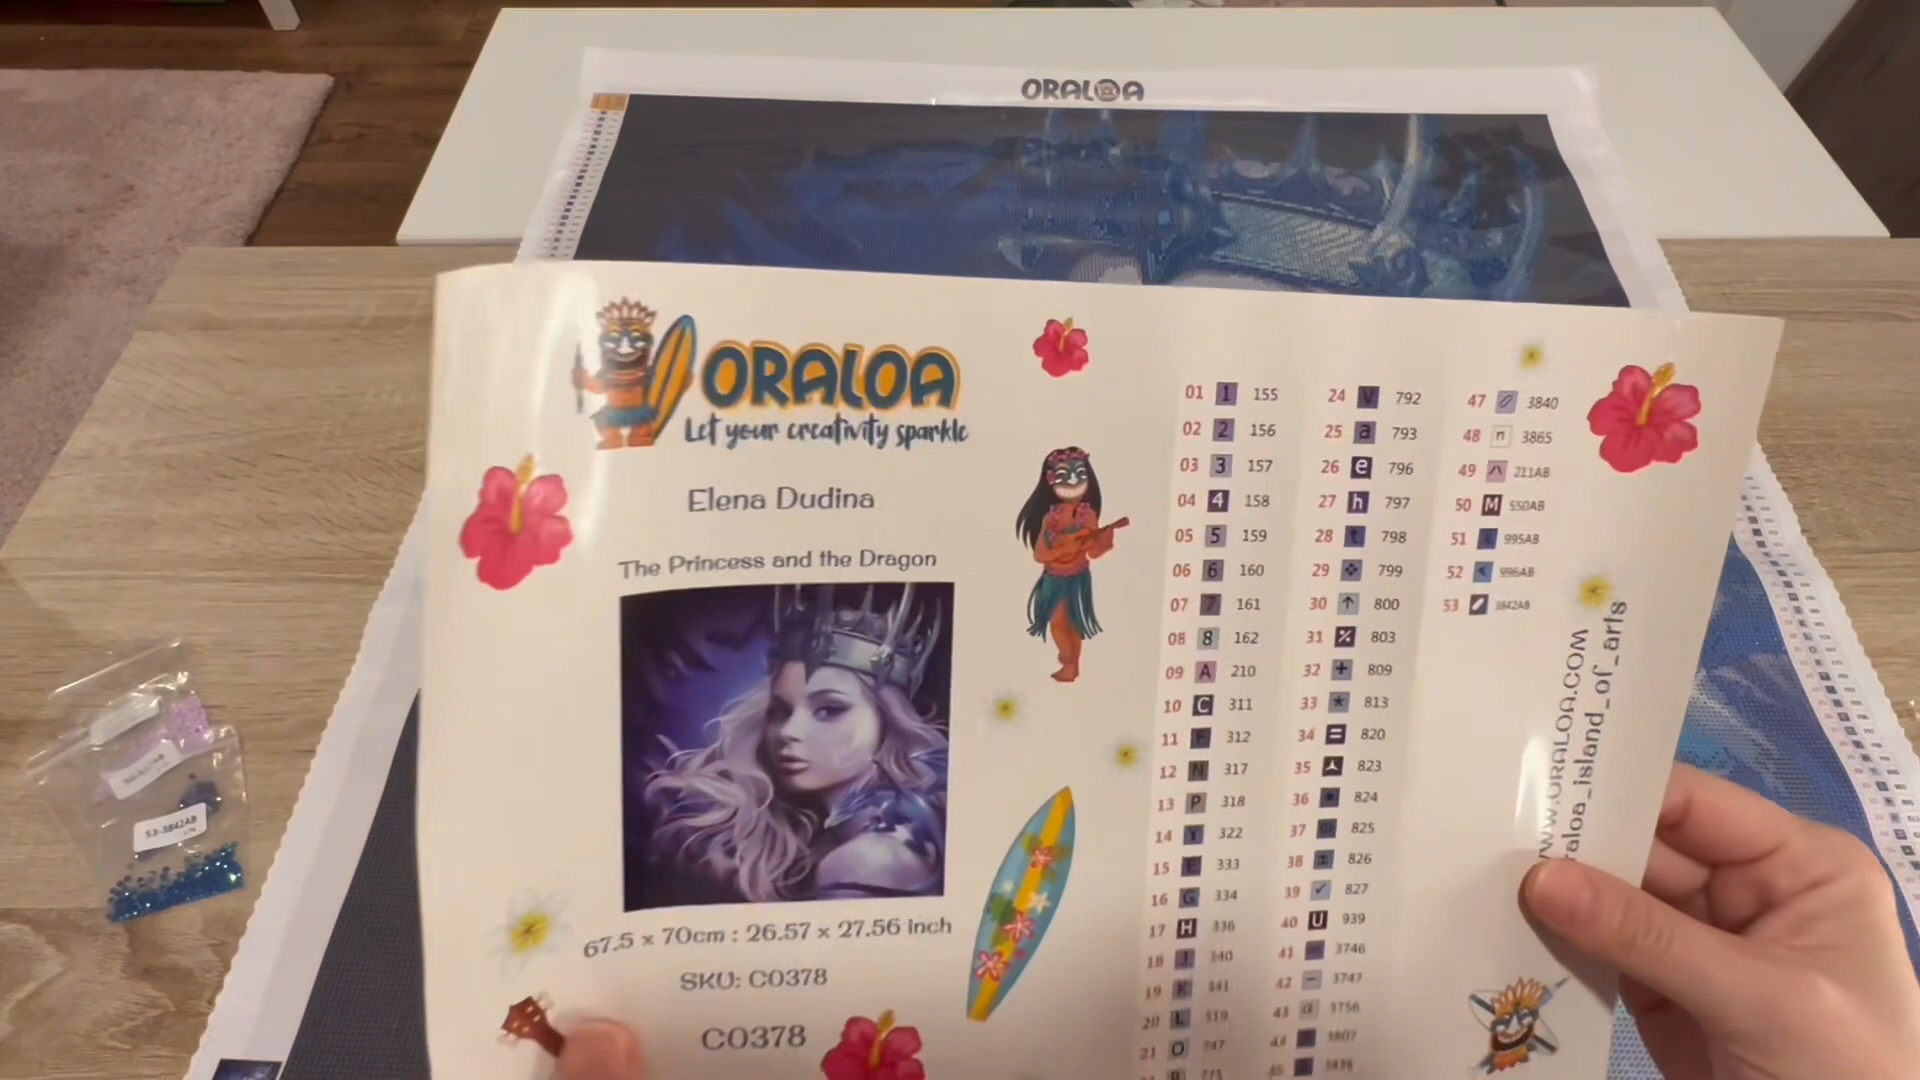 ORALOA
ORALOA
Let your creativity sparkle
Elena Dudina
The Princess and the Dragon
67.5 x 70cm : 26.57 x 27.56 inch
SKU: CO378
CO378
01 1 155
02 2 156
03 3 157
04 4 158
05 5 159
06 6 160
07 7 161
08 8 162
09 A 210
10 C 311
11 F 312
12 N 317
13 P 318
14 Y 322
15 E 333
16 G 334
17 H 336
18 I 340
19 K 341
20 L 519
21 O 747
775
24 V 792
25 a 793
26 e 796
27 h 797
28 t 798
29 799
30 ↑ 800
31 % 803
32 + 809
33 * 813
34 = 820
35 823
36 824
37 825
38 ± 826
39 ✓ 827
40 U 939
41 3746
42 - 3747
43 a 3756
44 3807
47 3840
48 n 3865
49 211AB
50 M 550AB
51 995AB
52 < 996AB
53 3842AB
WWW.ORALOA.COM
oraloa_island_of_arts
53-3842AB